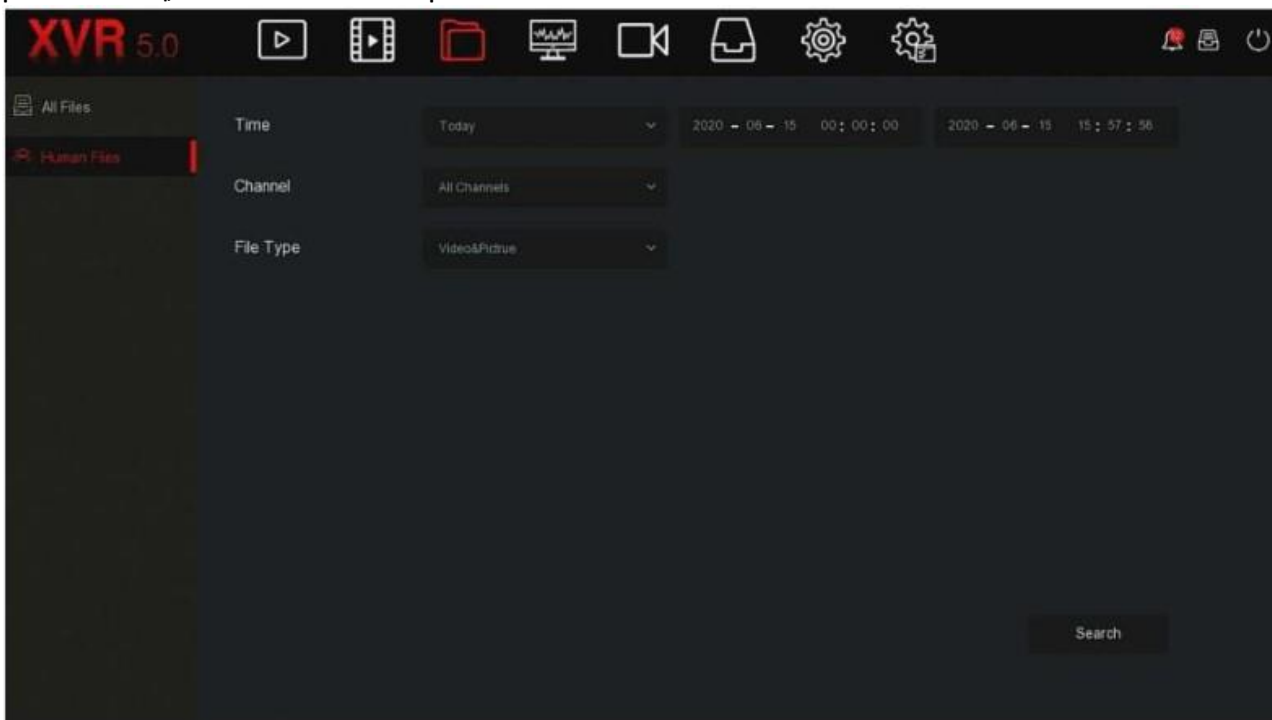 XVR 5.0
All Files
Human Files
Time
Today
2020 - 06 - 15 00 : 00 : 00
2020 - 06 - 15 15 : 57 : 56
Channel
All Channels
File Type
Video&Pictrue
Search